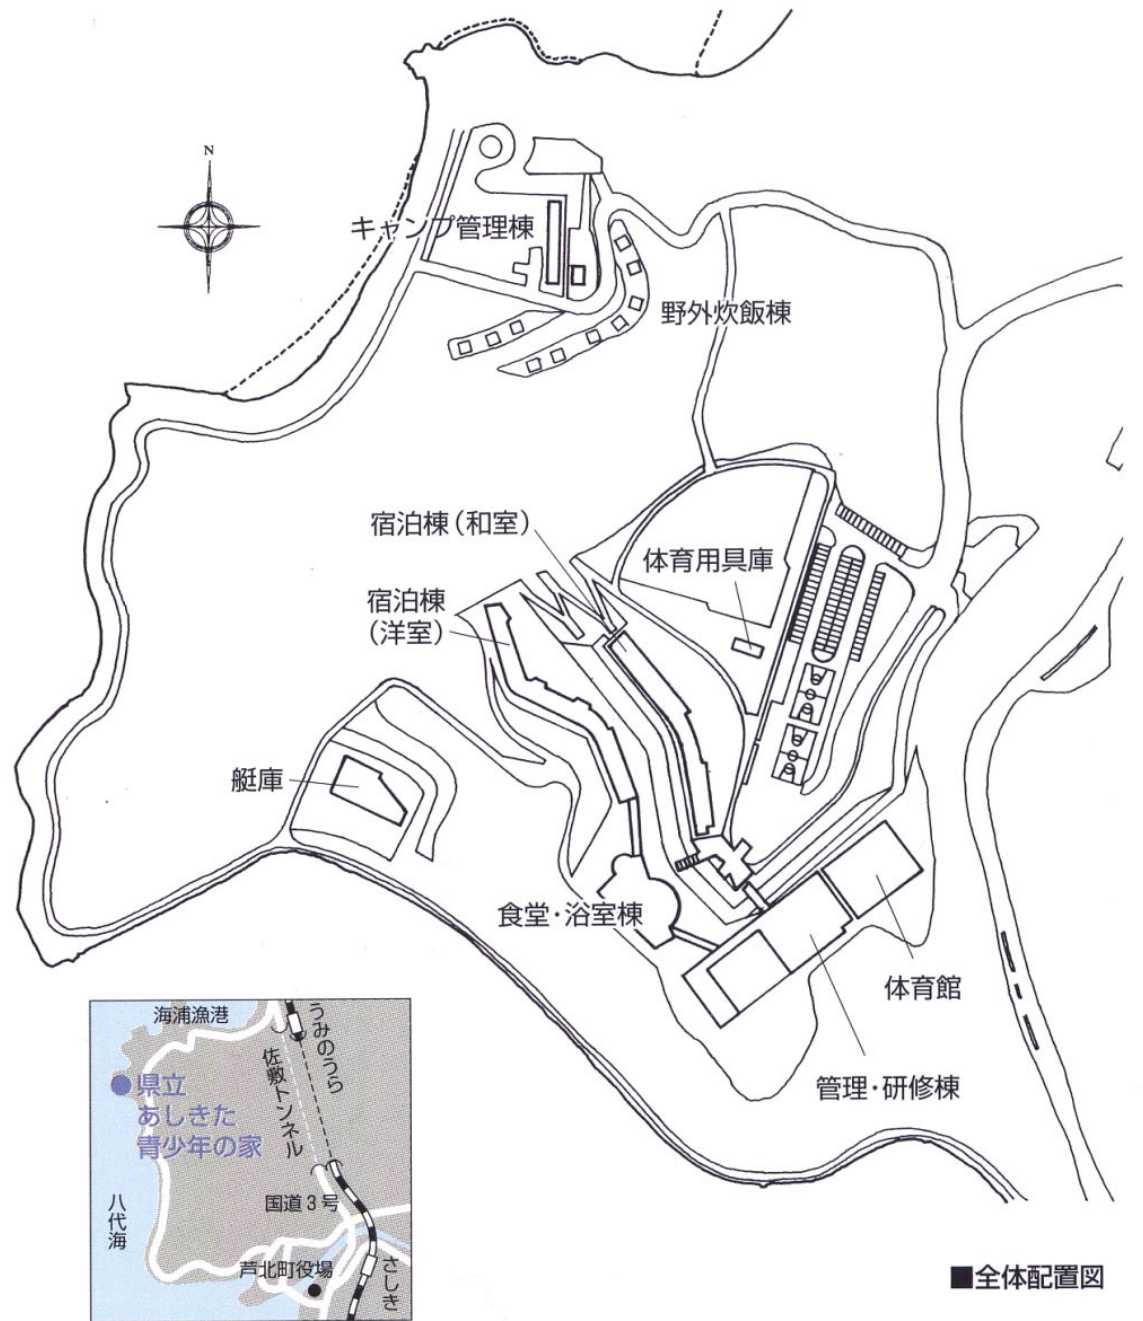 N
キャンプ管理棟
野外炊飯棟
宿泊棟（和室）
体育用具庫
宿泊棟
（洋室）
艇庫
食堂・浴室棟
体育館
管理・研修棟
海浦漁港
うみのうら
佐敷トンネル
県立
あしきた
青少年の家
国道3号
八代海
芦北町役場
さしき
■全体配置図